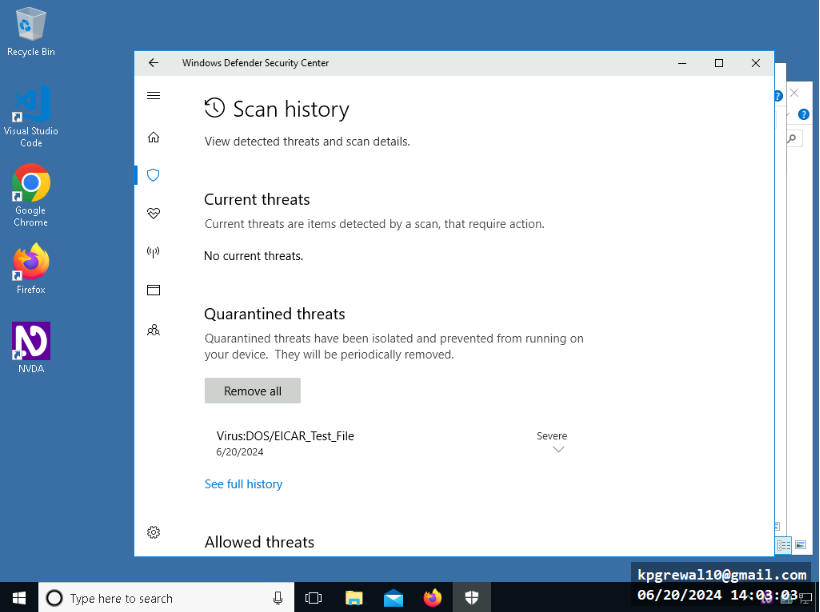 Recycle Bin
Visual Studio
Code
Google
Chrome
Firefox
NVDA
Windows Defender Security Center
Scan history
View detected threats and scan details.
Current threats
Current threats are items detected by a scan, that require action.
No current threats.
Quarantined threats
Quarantined threats have been isolated and prevented from running on
your device. They will be periodically removed.
Remove all
Virus:DOS/EICAR_Test_File
Severe
6/20/2024
See full history
Allowed threats
kpgrewal10@gmail.com
06/20/2024 14:03:03
Type here to search